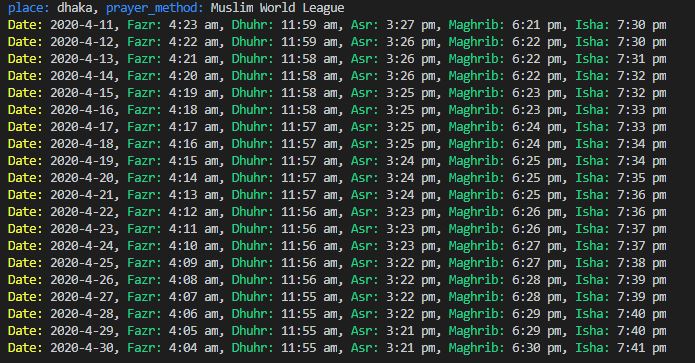 place: dhaka, prayer_method: Muslim World League
Date: 2020-4-11, Fazr: 4:23 am, Dhuhr: 11:59 am, Asr: 3:27 pm, Maghrib: 6:21 pm, Isha: 7:30 pm
Date: 2020-4-12, Fazr: 4:22 am, Dhuhr: 11:59 am, Asr: 3:26 pm, Maghrib: 6:22 pm, Isha: 7:30 pm
Date: 2020-4-13, Fazr: 4:21 am, Dhuhr: 11:58 am, Asr: 3:26 pm, Maghrib: 6:22 pm, Isha: 7:31 pm
Date: 2020-4-14, Fazr: 4:20 am, Dhuhr: 11:58 am, Asr: 3:26 pm, Maghrib: 6:22 pm, Isha: 7:32 pm
Date: 2020-4-15, Fazr: 4:19 am, Dhuhr: 11:58 am, Asr: 3:25 pm, Maghrib: 6:23 pm, Isha: 7:32 pm
Date: 2020-4-16, Fazr: 4:18 am, Dhuhr: 11:58 am, Asr: 3:25 pm, Maghrib: 6:23 pm, Isha: 7:33 pm
Date: 2020-4-17, Fazr: 4:17 am, Dhuhr: 11:57 am, Asr: 3:25 pm, Maghrib: 6:24 pm, Isha: 7:33 pm
Date: 2020-4-18, Fazr: 4:16 am, Dhuhr: 11:57 am, Asr: 3:25 pm, Maghrib: 6:24 pm, Isha: 7:34 pm
Date: 2020-4-19, Fazr: 4:15 am, Dhuhr: 11:57 am, Asr: 3:24 pm, Maghrib: 6:25 pm, Isha: 7:34 pm
Date: 2020-4-20, Fazr: 4:14 am, Dhuhr: 11:57 am, Asr: 3:24 pm, Maghrib: 6:25 pm, Isha: 7:35 pm
Date: 2020-4-21, Fazr: 4:13 am, Dhuhr: 11:57 am, Asr: 3:24 pm, Maghrib: 6:25 pm, Isha: 7:36 pm
Date: 2020-4-22, Fazr: 4:12 am, Dhuhr: 11:56 am, Asr: 3:23 pm, Maghrib: 6:26 pm, Isha: 7:36 pm
Date: 2020-4-23, Fazr: 4:11 am, Dhuhr: 11:56 am, Asr: 3:23 pm, Maghrib: 6:26 pm, Isha: 7:37 pm
Date: 2020-4-24, Fazr: 4:10 am, Dhuhr: 11:56 am, Asr: 3:23 pm, Maghrib: 6:27 pm, Isha: 7:37 pm
Date: 2020-4-25, Fazr: 4:09 am, Dhuhr: 11:56 am, Asr: 3:22 pm, Maghrib: 6:27 pm, Isha: 7:38 pm
Date: 2020-4-26, Fazr: 4:08 am, Dhuhr: 11:56 am, Asr: 3:22 pm, Maghrib: 6:28 pm, Isha: 7:39 pm
Date: 2020-4-27, Fazr: 4:07 am, Dhuhr: 11:55 am, Asr: 3:22 pm, Maghrib: 6:28 pm, Isha: 7:39 pm
Date: 2020-4-28, Fazr: 4:06 am, Dhuhr: 11:55 am, Asr: 3:22 pm, Maghrib: 6:29 pm, Isha: 7:40 pm
Date: 2020-4-29, Fazr: 4:05 am, Dhuhr: 11:55 am, Asr: 3:21 pm, Maghrib: 6:29 pm, Isha: 7:40 pm
Date: 2020-4-30, Fazr: 4:04 am, Dhuhr: 11:55 am, Asr: 3:21 pm, Maghrib: 6:30 pm, Isha: 7:41 pm